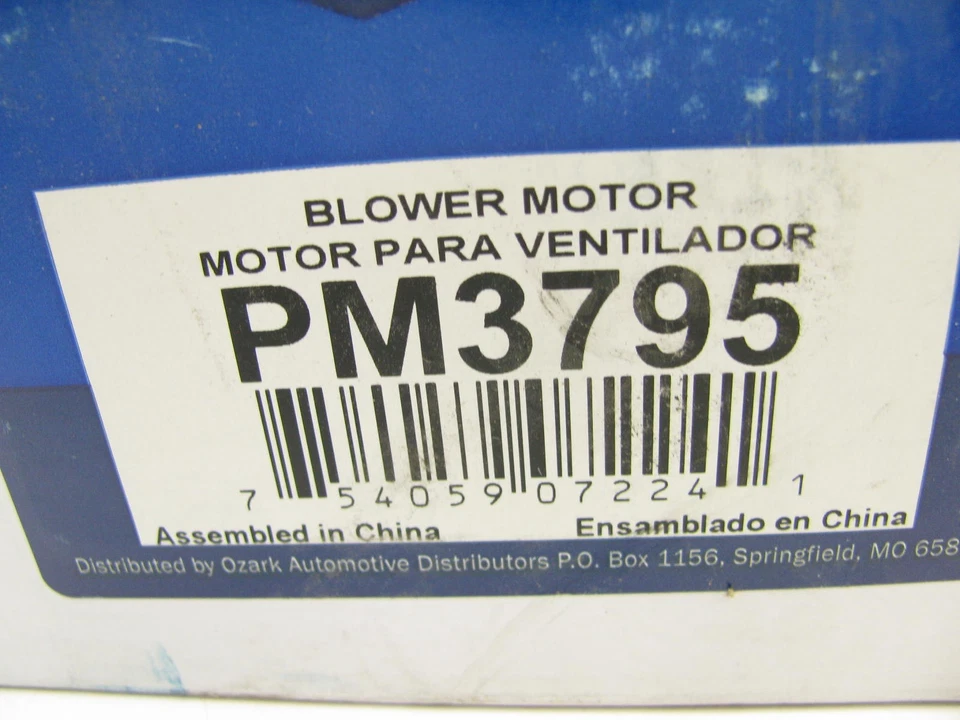 BLOWER MOTOR
MOTOR PARA VENTILADOR
PM3795
7 54059 07224 1
Assembled in China Ensamblado en China
Distributed by Ozark Automotive Distributors P.O. Box 1156, Springfield, MO 658